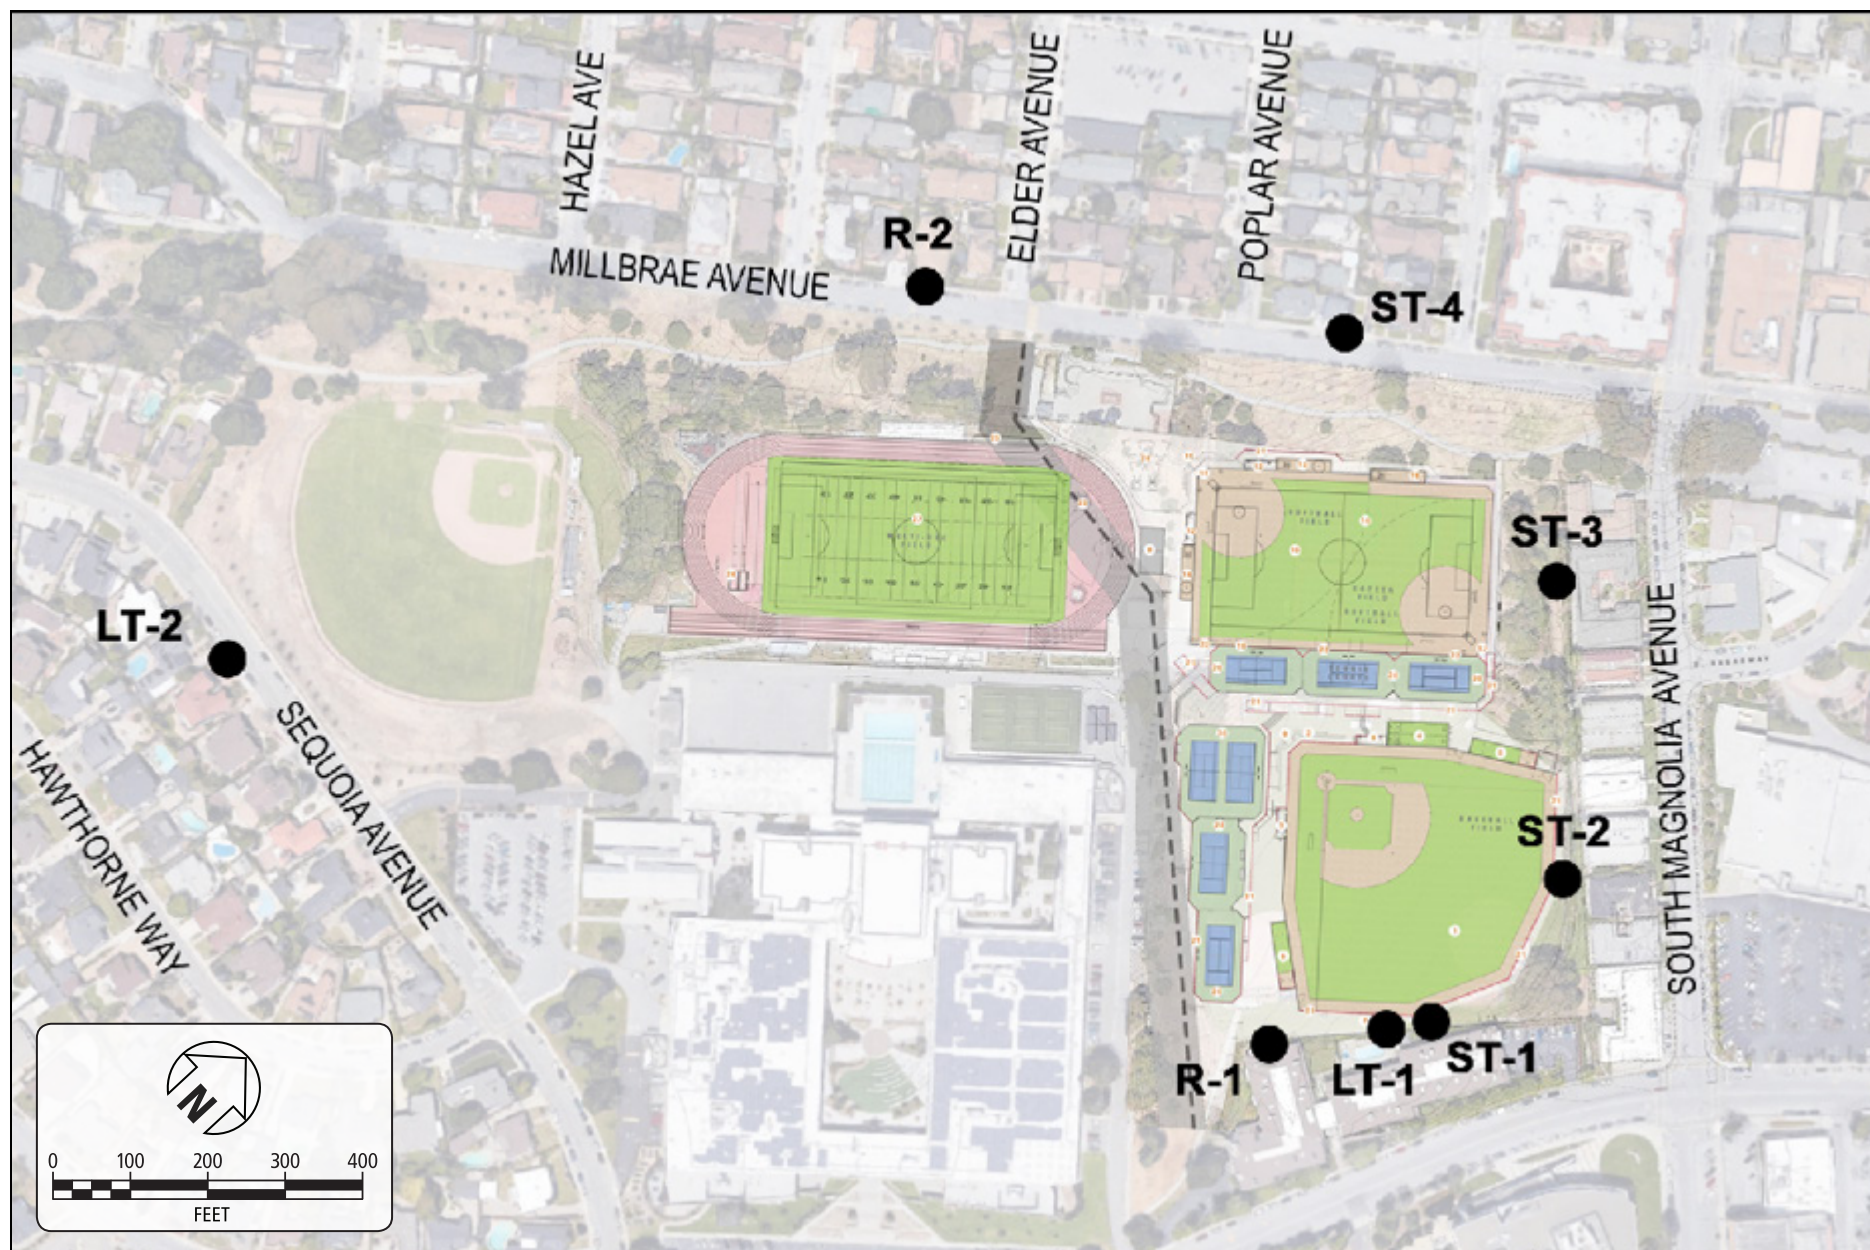 HAZEL AVE
ELDER AVENUE
POPLAR AVENUE
R-2
MILLBRAE AVENUE
ST-4
ST-3
LT-2
SOUTH MAGNOLIA AVENUE
SEQUOIA AVENUE
HAWTHORNE WAY
ST-2
R-1
LT-1
ST-1
N
0 100 200 300 400
FEET